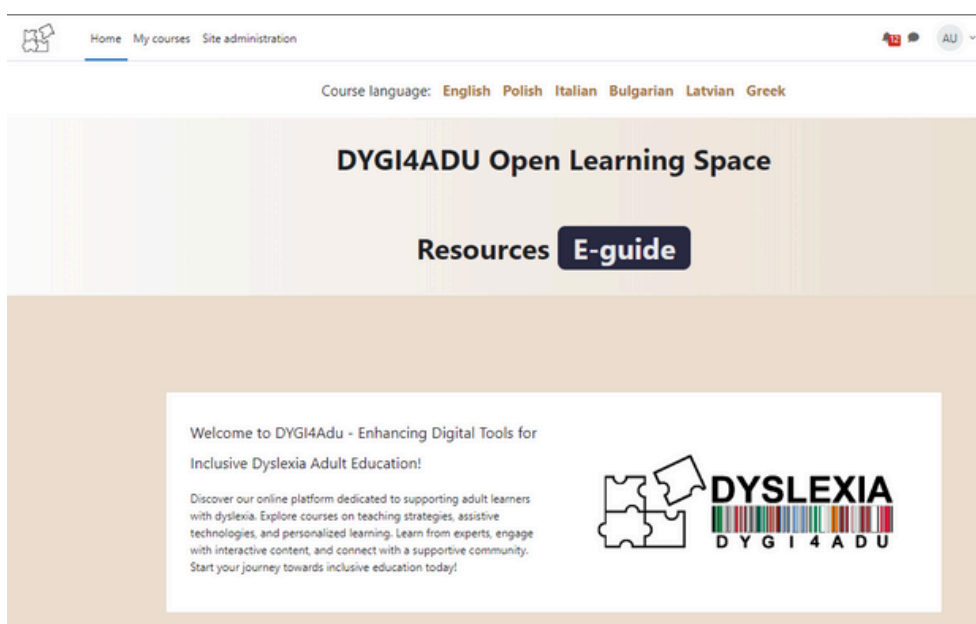 Home My courses Site administration 12 AU
Course language: English Polish Italian Bulgarian Latvian Greek
DYGI4ADU Open Learning Space
Resources E-guide
Welcome to DYGI4Adu - Enhancing Digital Tools for
Inclusive Dyslexia Adult Education!
Discover our online platform dedicated to supporting adult learners
with dyslexia. Explore courses on teaching strategies, assistive
technologies, and personalized learning. Learn from experts, engage
with interactive content, and connect with a supportive community.
Start your journey towards inclusive education today!
DYSLEXIA
DYGI4ADU